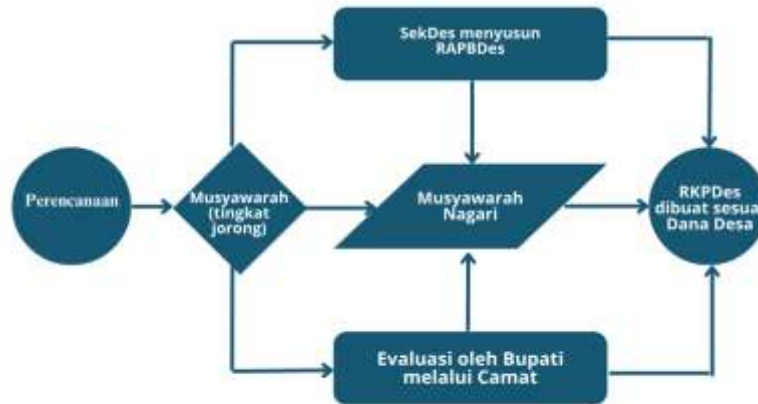 SekDes menyusun
RAPBDes
Perencanaan
Musyawarah
(tingkat
jorong)
Musyawarah
Nagari
RKPDes
dibuat sesua
Dana Desa
Evaluasi oleh Bupati
melalui Camat